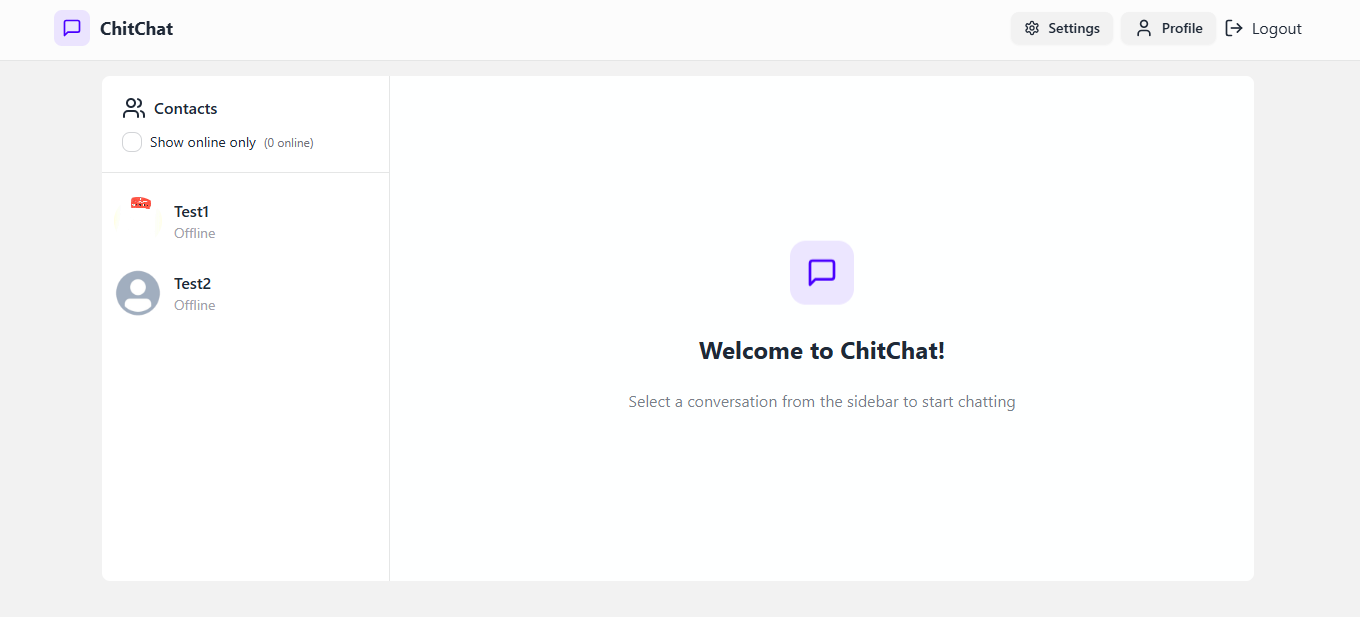 ChitChat
Settings
Profile
Logout
Contacts
Show online only (0 online)
Test1
Offline
Test2
Offline
Welcome to ChitChat!
Select a conversation from the sidebar to start chatting